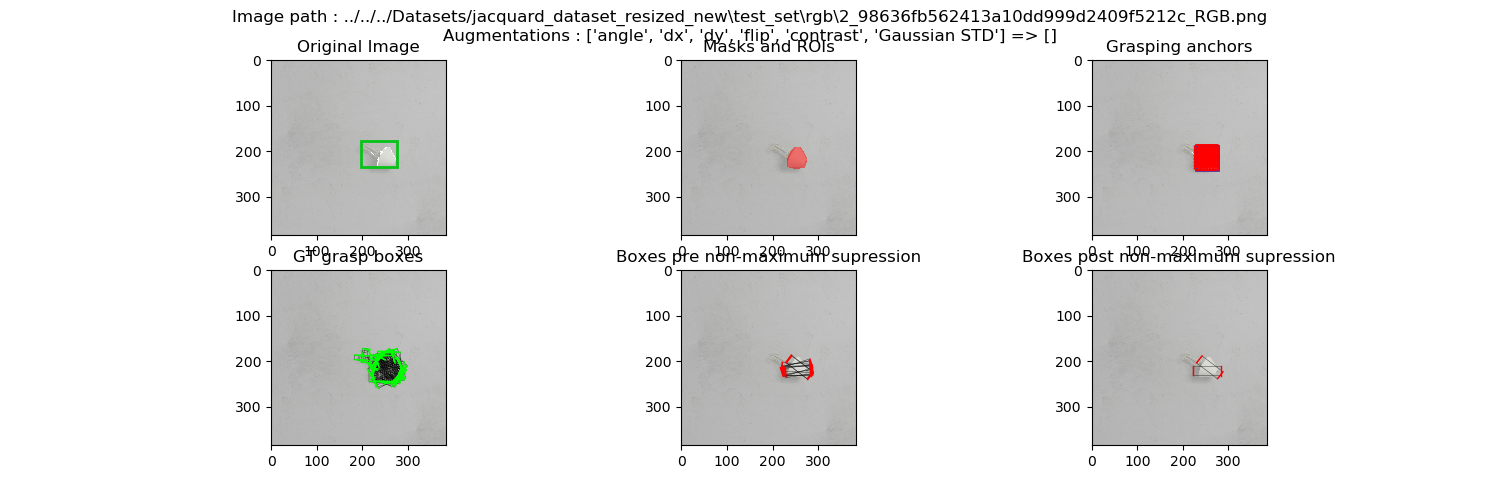 Image path : ../../../Datasets/jacquard_dataset_resized_new\test_set\rgb\2_98636fb562413a10dd999d2409f5212c_RGB.png
Augmentations : ['angle', 'dx', 'dy', 'flip', 'contrast', 'Gaussian STD'] => []
Original Image
Masks and ROIs
Grasping anchors
0
100
200
300
0 100 200 300
0
100
200
300
0 100 200 300
0
100
200
300
0 100 200 300
GT grasp boxes
Boxes pre non-maximum supression
Boxes post non-maximum supression
0
100
200
300
0 100 200 300
0
100
200
300
0 100 200 300
0
100
200
300
0 100 200 300